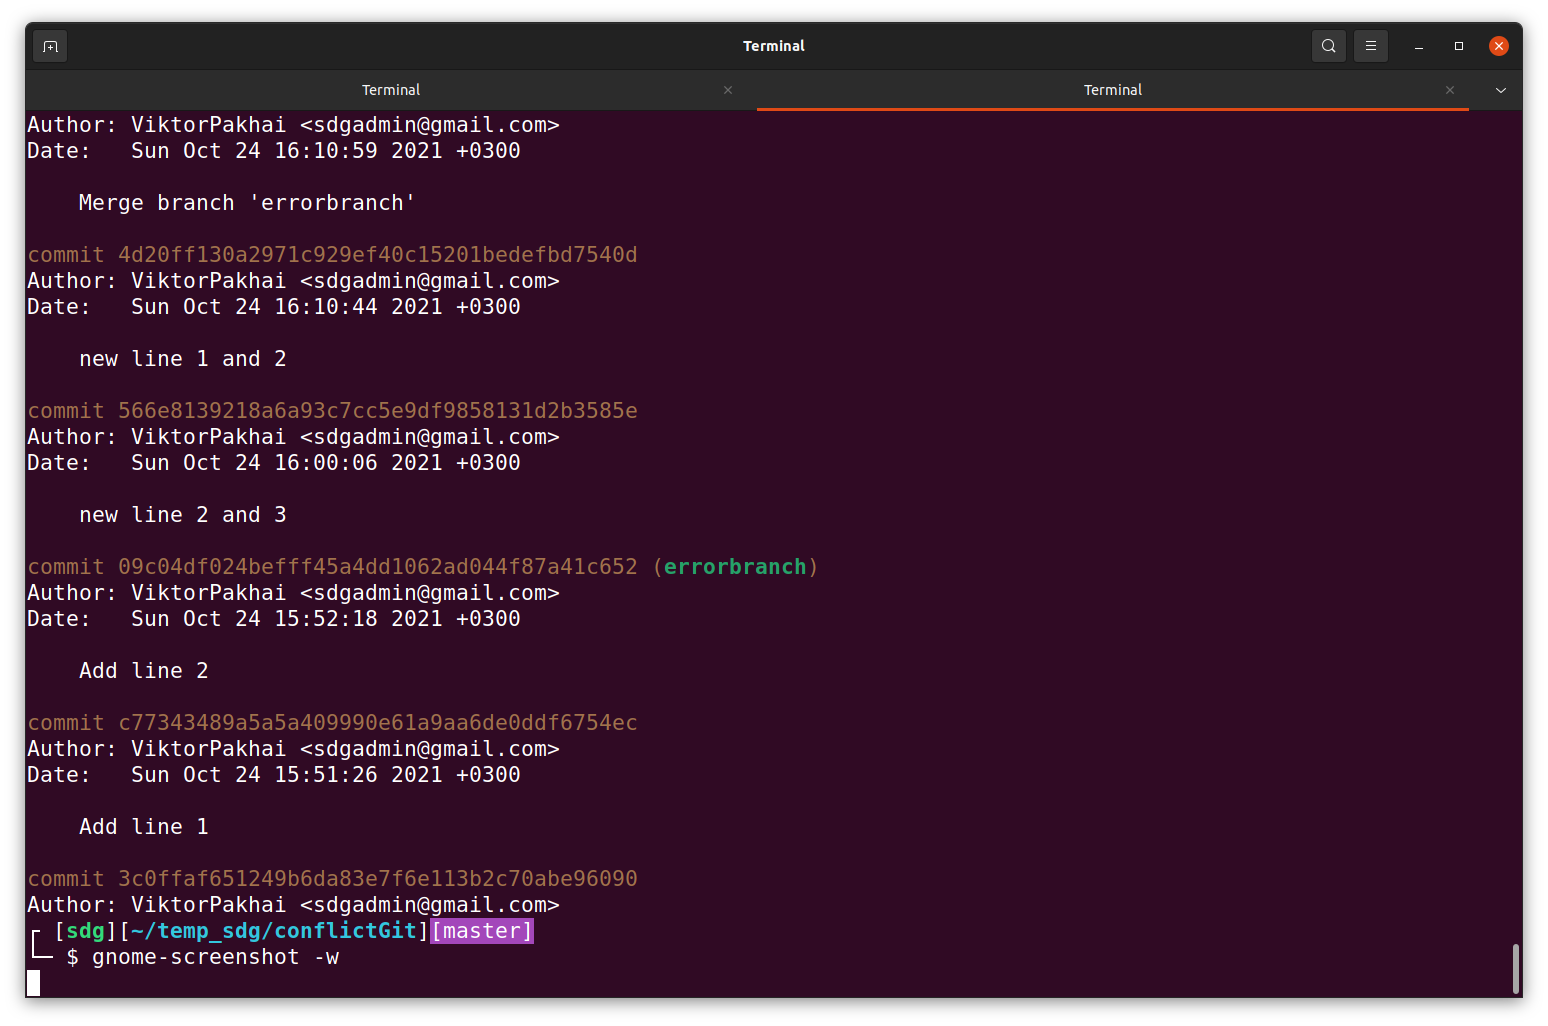 Terminal
Terminal
Terminal
Author: ViktorPakhai <sdgadmin@gmail.com>
Date:   Sun Oct 24 16:10:59 2021 +0300
Merge branch 'errorbranch'
commit 4d20ff130a2971c929ef40c15201bedefbd7540d
Author: ViktorPakhai <sdgadmin@gmail.com>
Date:   Sun Oct 24 16:10:44 2021 +0300
new line 1 and 2
commit 566e8139218a6a93c7cc5e9df9858131d2b3585e
Author: ViktorPakhai <sdgadmin@gmail.com>
Date:   Sun Oct 24 16:00:06 2021 +0300
new line 2 and 3
commit 09c04df024befff45a4dd1062ad044f87a41c652 (errorbranch)
Author: ViktorPakhai <sdgadmin@gmail.com>
Date:   Sun Oct 24 15:52:18 2021 +0300
Add line 2
commit c77343489a5a5a409990e61a9aa6de0ddf6754ec
Author: ViktorPakhai <sdgadmin@gmail.com>
Date:   Sun Oct 24 15:51:26 2021 +0300
Add line 1
commit 3c0ffaf651249b6da83e7f6e113b2c70abe96090
Author: ViktorPakhai <sdgadmin@gmail.com>
[sdg][~/temp_sdg/conflictGit][master]
$ gnome-screenshot -w